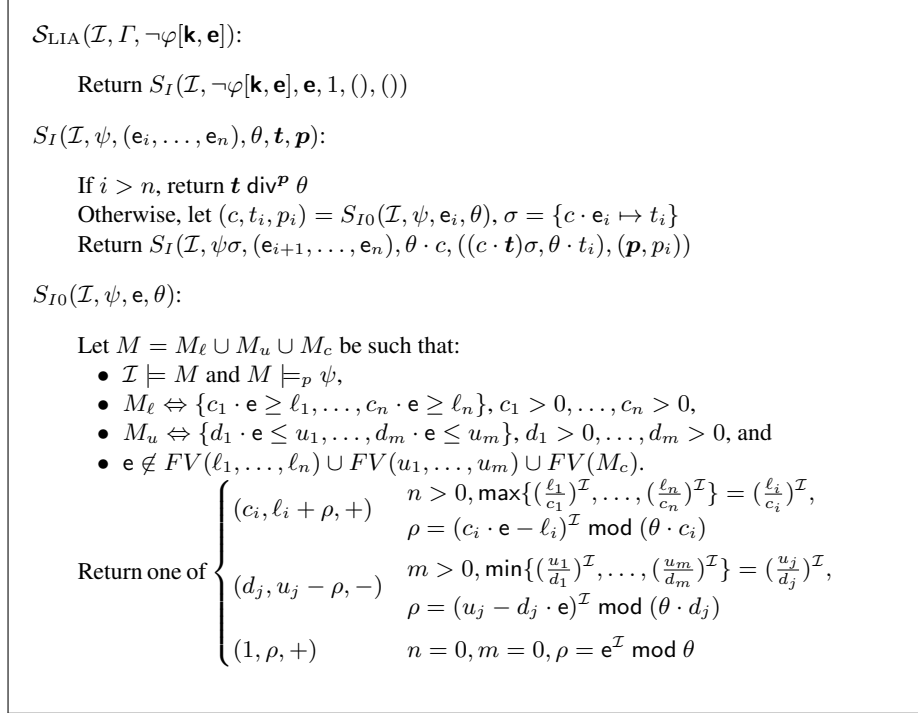 𝒮_LIA(ℐ, Γ, ¬φ[k, e]):
Return S_I(ℐ, ¬φ[k, e], e, 1, (), ())
S_I(ℐ, ψ, (e_i, . . . , e_n), θ, t, p):
If i > n, return t div^p θ
Otherwise, let (c, t_i, p_i) = S_I0(ℐ, ψ, e_i, θ), σ = {c · e_i ↦ t_i}
Return S_I(ℐ, ψσ, (e_{i+1}, . . . , e_n), θ · c, ((c · t)σ, θ · t_i), (p, p_i))
S_I0(ℐ, ψ, e, θ):
Let M = M_ℓ ∪ M_u ∪ M_c be such that:
• ℐ ⊨ M and M ⊨_p ψ,
• M_ℓ ⇔ {c_1 · e ≥ ℓ_1, . . . , c_n · e ≥ ℓ_n}, c_1 > 0, . . . , c_n > 0,
• M_u ⇔ {d_1 · e ≤ u_1, . . . , d_m · e ≤ u_m}, d_1 > 0, . . . , d_m > 0, and
• e ∉ FV(ℓ_1, . . . , ℓ_n) ∪ FV(u_1, . . . , u_m) ∪ FV(M_c).
Return one of { (c_i, ℓ_i + ρ, +) n > 0, max{(ℓ_1/c_1)^ℐ, . . . , (ℓ_n/c_n)^ℐ} = (ℓ_i/c_i)^ℐ,
ρ = (c_i · e − ℓ_i)^ℐ mod (θ · c_i)
(d_j, u_j − ρ, −) m > 0, min{(u_1/d_1)^ℐ, . . . , (u_m/d_m)^ℐ} = (u_j/d_j)^ℐ,
ρ = (u_j − d_j · e)^ℐ mod (θ · d_j)
(1, ρ, +) n = 0, m = 0, ρ = e^ℐ mod θ